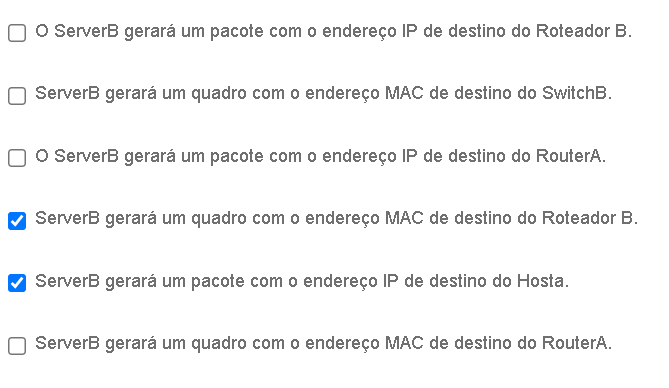 O ServerB gerará um pacote com o endereço IP de destino do Roteador B.
ServerB gerará um quadro com o endereço MAC de destino do SwitchB.
O ServerB gerará um pacote com o endereço IP de destino do RouterA.
ServerB gerará um quadro com o endereço MAC de destino do Roteador B.
ServerB gerará um pacote com o endereço IP de destino do Hosta.
ServerB gerará um quadro com o endereço MAC de destino do RouterA.